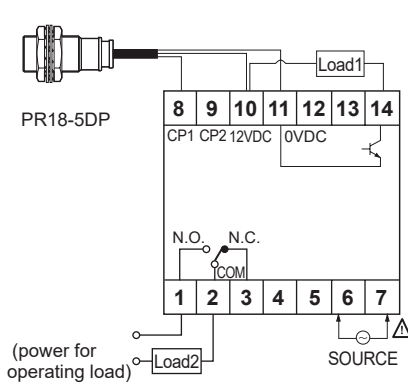 Load1
8 9 10 11 12 13 14
PR18-5DP
CP1 CP2 12VDC 0VDC
N.O. N.C.
COM
1 2 3 4 5 6 7
(power for
operating load)
Load2
SOURCE